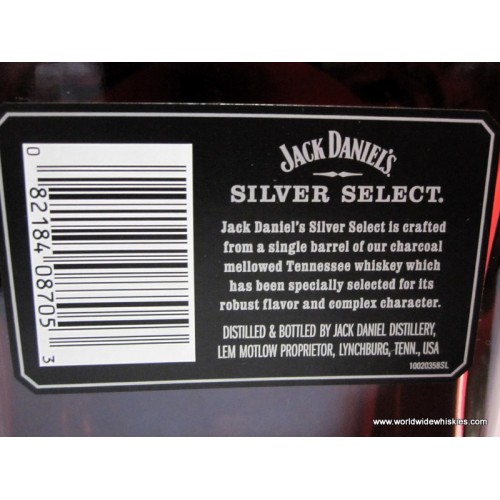 JACK DANIEL'S
SILVER SELECT.
Jack Daniel's Silver Select is crafted
from a single barrel of our charcoal
mellowed Tennessee whiskey which
has been specially selected for its
robust flavor and complex character.
DISTILLED & BOTTLED BY JACK DANIEL DISTILLERY,
LEM MOTLOW PROPRIETOR, LYNCHBURG, TENN., USA
10020358SL
0 82184 08705 3
www.worldwidewhiskies.com